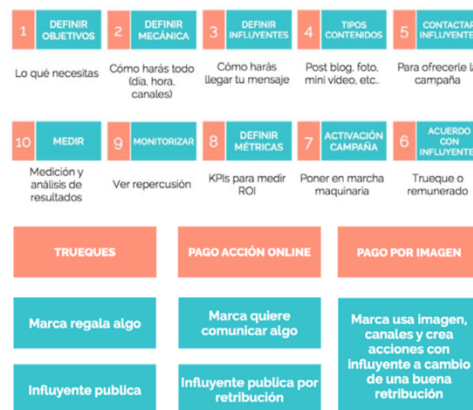 1 DEFINIR OBJETIVOS
Lo qué necesitas
2 DEFINIR MECÁNICA
Cómo harás todo
(día, hora,
canales)
3 DEFINIR INFLUYENTES
Cómo harás
llegar tu mensaje
4 TIPOS CONTENIDOS
Post blog, foto,
mini vídeo, etc..
5 CONTACTAR INFLUYENTE
Para ofrecerle la
campaña
10 MEDIR
Medición y
análisis de
resultados
9 MONITORIZAR
Ver repercusión
8 DEFINIR MÉTRICAS
KPIs para medir
ROI
7 ACTIVACIÓN CAMPAÑA
Poner en marcha
maquinaria
6 ACUERDO CON INFLUYENTE
Trueque o
remunerado
TRUEQUES
PAGO ACCIÓN ONLINE
PAGO POR IMAGEN
Marca regala algo
Marca quiere
comunicar algo
Marca usa imagen,
canales y crea
acciones con
influyente a cambio
de una buena
retribución
Influyente publica
Influyente publica por
retribución